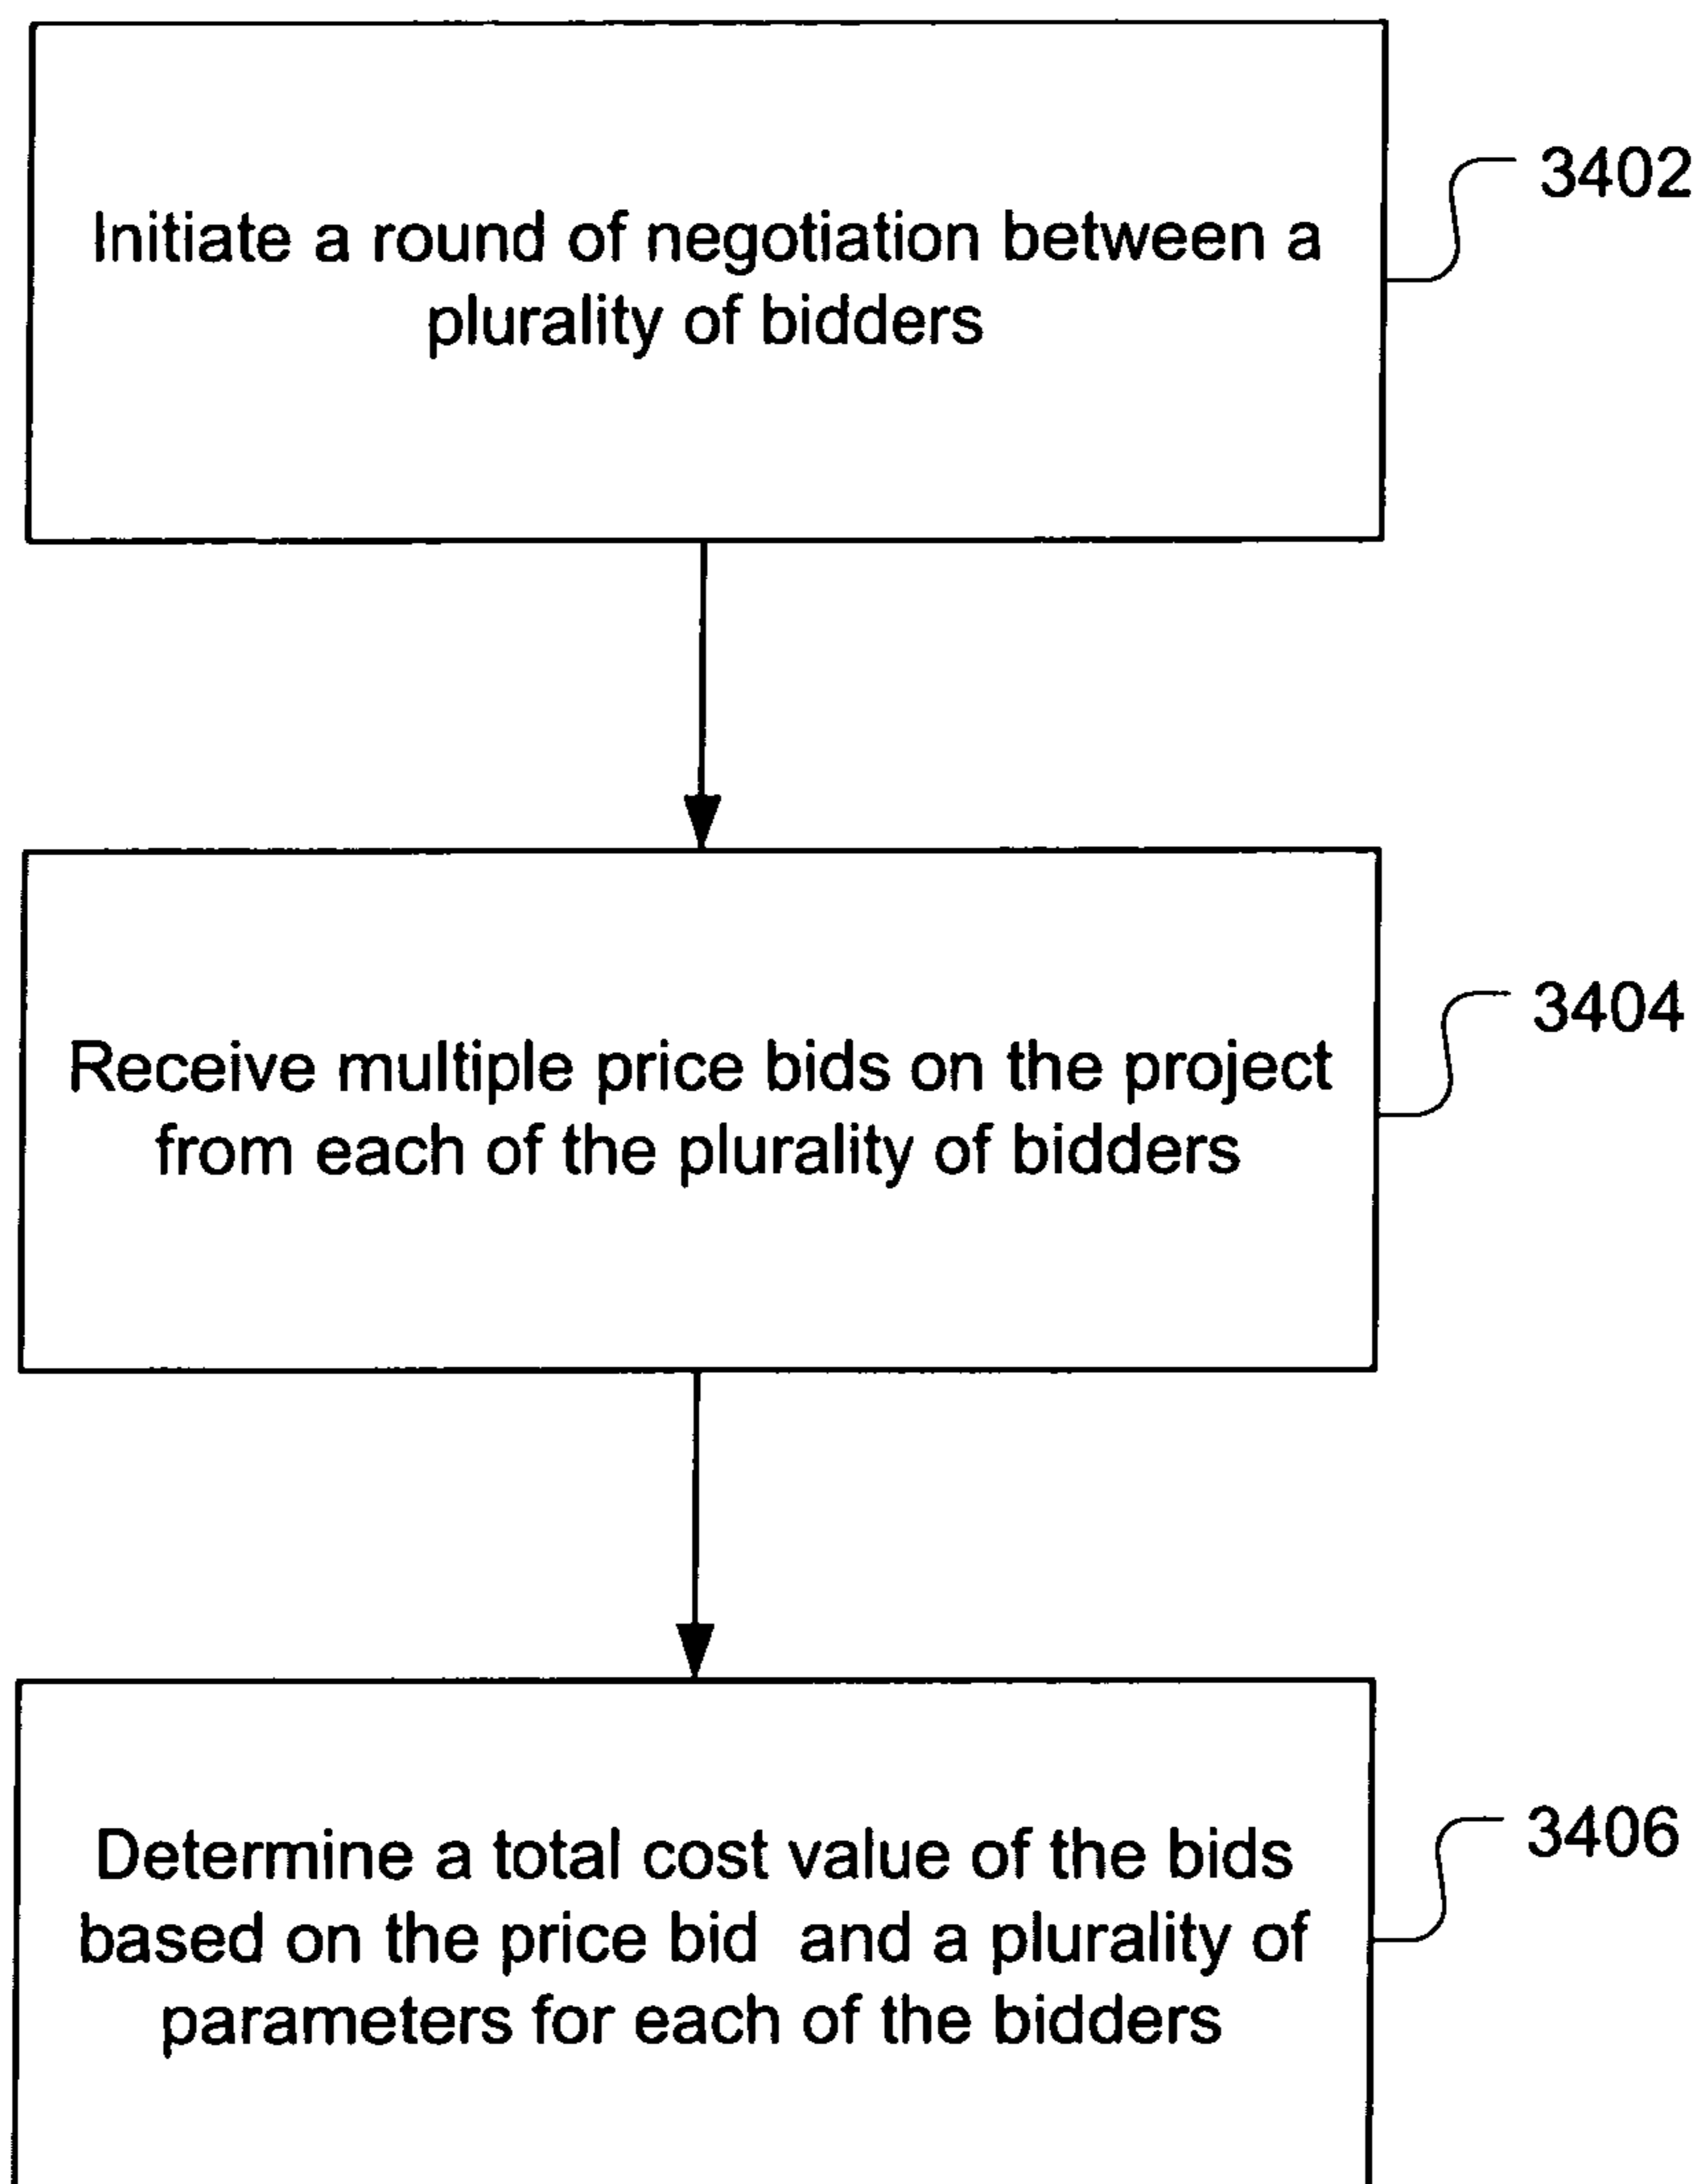 Initiate a round of negotiation between a
plurality of bidders
3402
Receive multiple price bids on the project
from each of the plurality of bidders
3404
Determine a total cost value of the bids
based on the price bid  and a plurality of
parameters for each of the bidders
3406